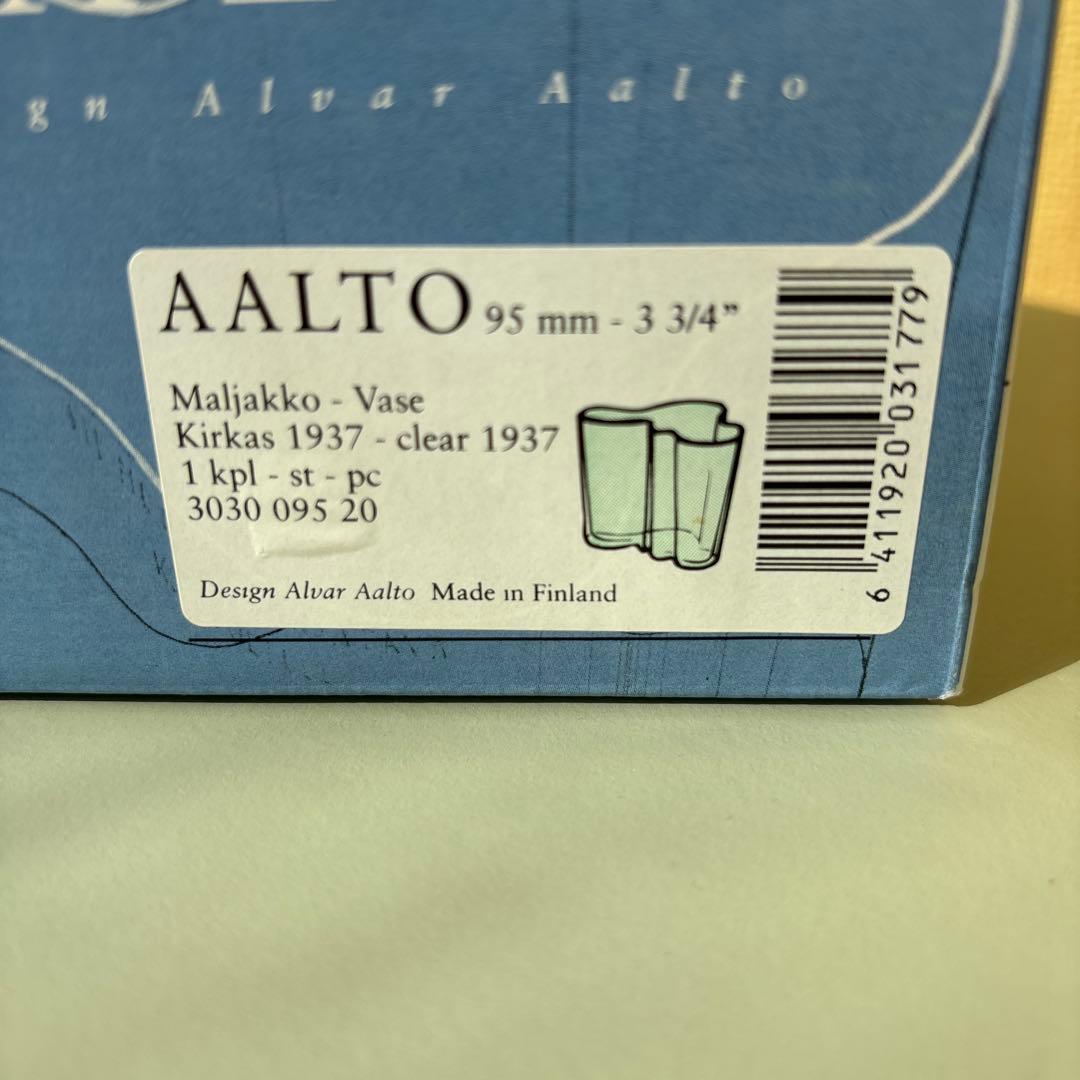 gn Alvar Aalto
AALTO 95 mm - 3 3/4”
Maljakko - Vase
Kirkas 1937 - clear 1937
1 kpl - st - pc
3030 095 20
Design Alvar Aalto Made in Finland
6 411920 031779